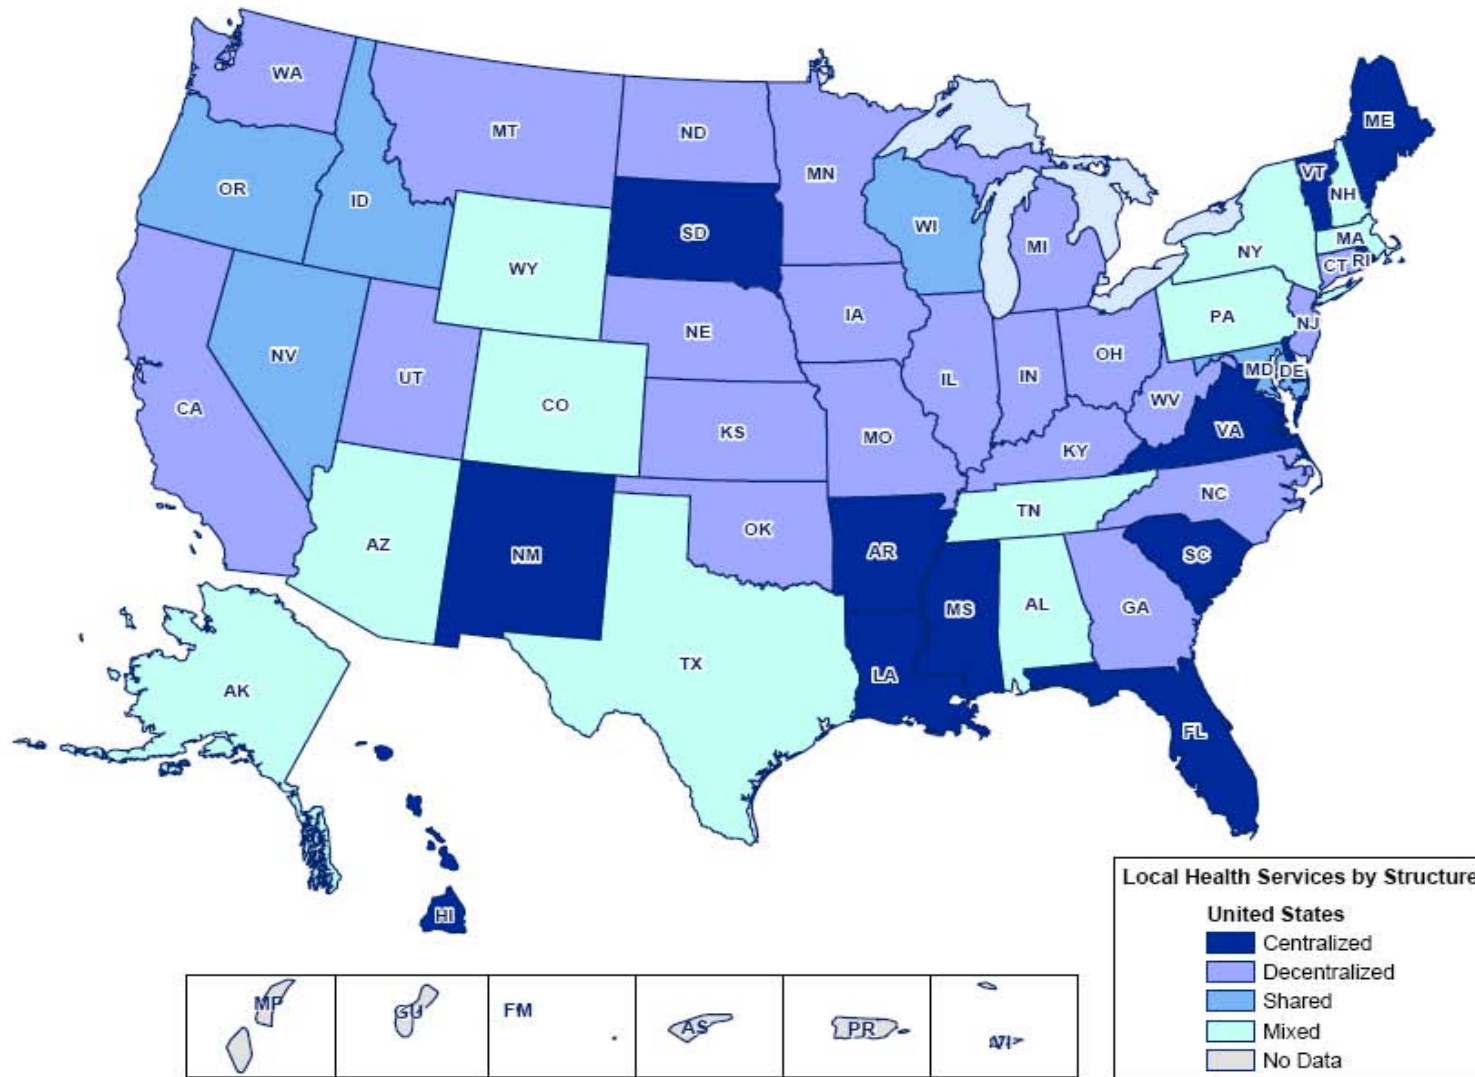 WA
MT
ND
MN
ME
VT
NH
OR
ID
SD
WI
MI
NY
MA
CT
RI
WY
IA
NE
PA
NJ
NV
UT
CO
IL
IN
OH
MD
DE
CA
KS
MO
WV
VA
KY
NC
AZ
NM
OK
AR
TN
SC
MS
AL
GA
TX
LA
AK
FL
HI
MP
GU
FM
AS
PR
VI
Local Health Services by Structure
United States
Centralized
Decentralized
Shared
Mixed
No Data